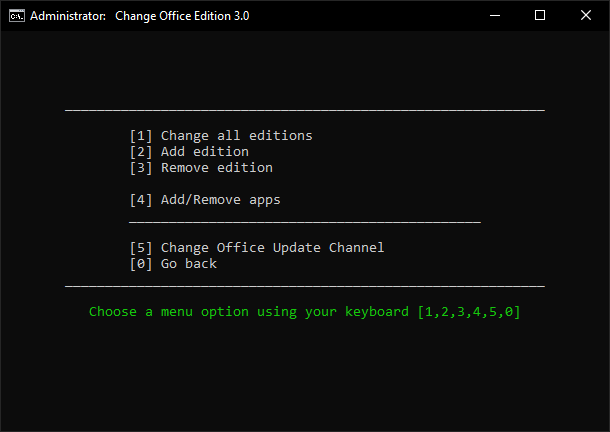 Administrator:  Change Office Edition 3.0
[1] Change all editions
[2] Add edition
[3] Remove edition
[4] Add/Remove apps
[5] Change Office Update Channel
[0] Go back
Choose a menu option using your keyboard [1,2,3,4,5,0]